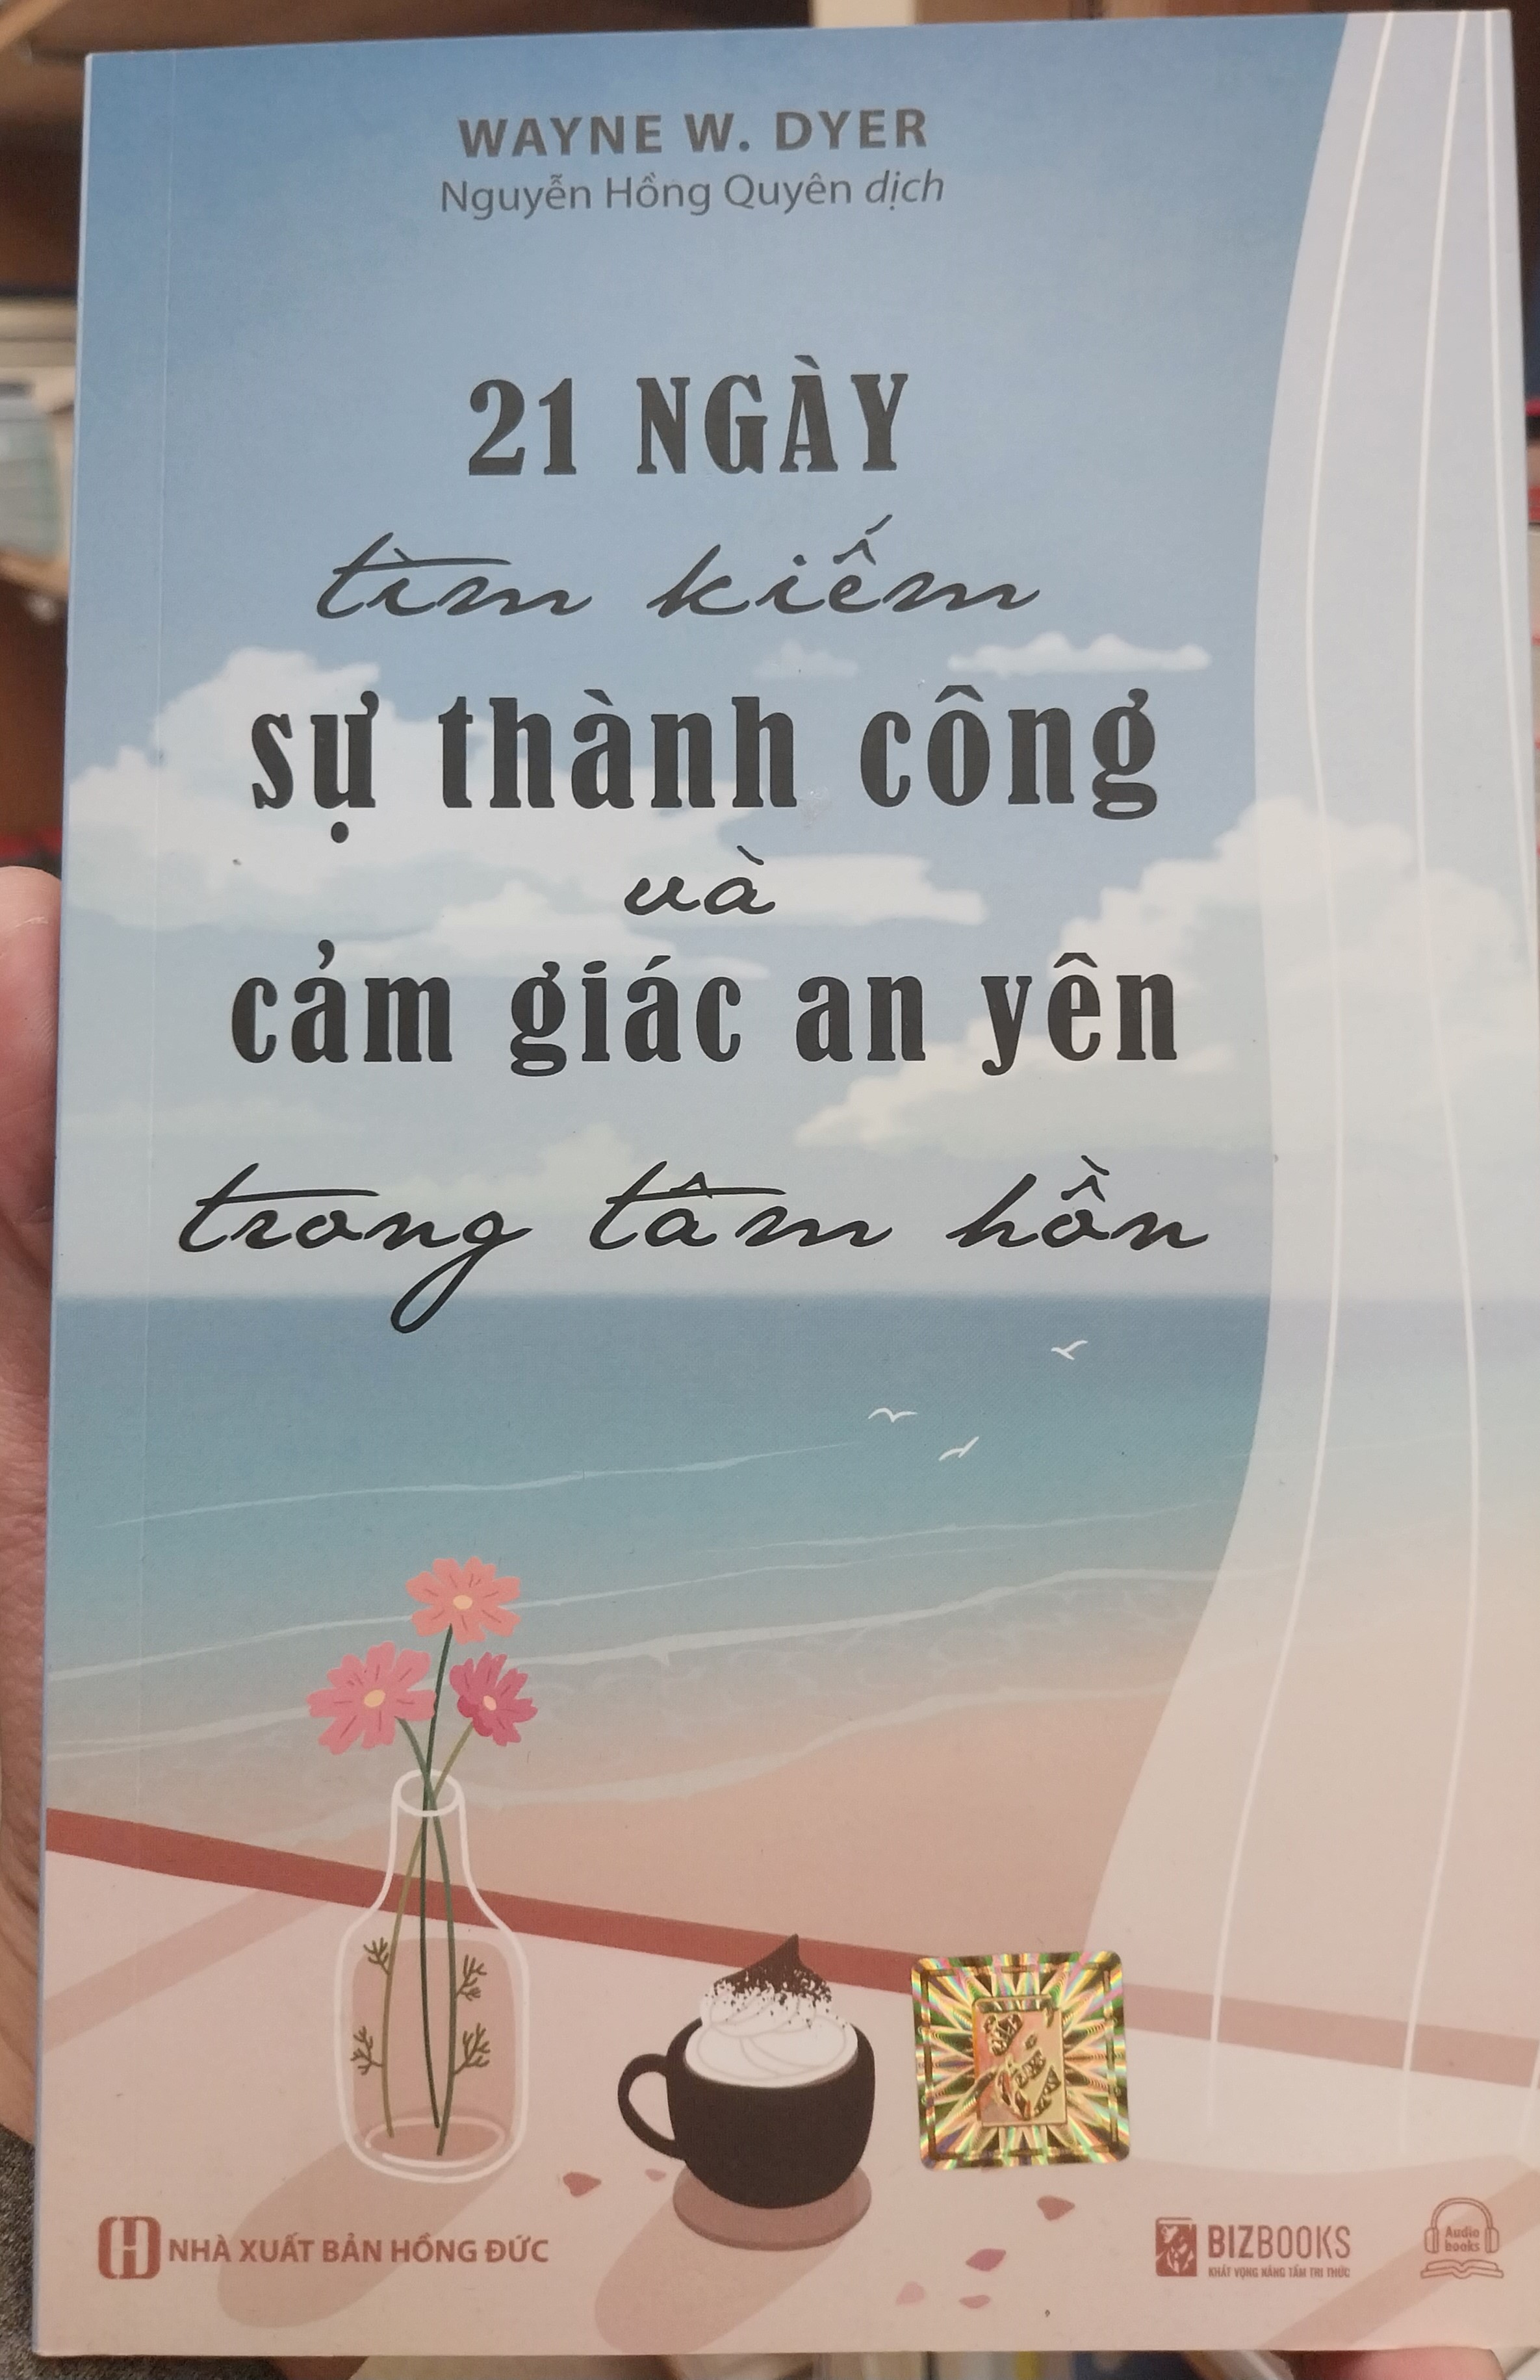 WAYNE W. DYER
Nguyễn Hồng Quyên dịch
21 NGÀY
tìm kiếm
sự thành công
và
cảm giác an yên
trong tâm hồn
NHÀ XUẤT BẢN HỒNG ĐỨC
BIZBOOKS
KHÁT VỌNG NÂNG TẦM TRI THỨC
Audio
books